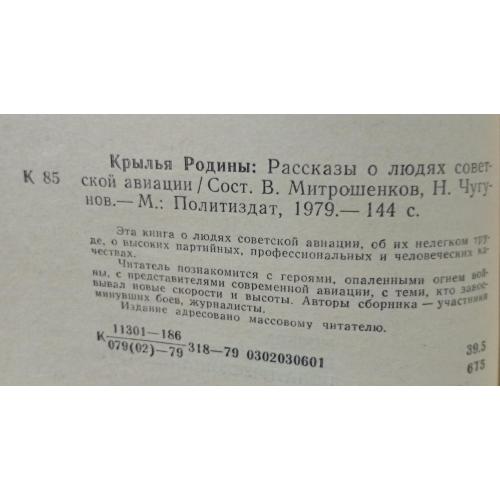 Крылья Родины: Рассказы о людях совет-
К 85 ской авиации / Сост. В. Митрошенков, Н. Чугу-
нов.— М.: Политиздат, 1979.— 144 с.
Эта книга о людях советской авиации, об их нелегком тру-
де, о высоких партийных, профессиональных и человеческих ка-
чествах.
Читатель познакомится с героями, опаленными огнем вой-
ны, с представителями современной авиации, с теми, кто завое-
вывал новые скорости и высоты. Авторы сборника — участники
минувших боев, журналисты.
Издание адресовано массовому читателю.
К 11301—186
079(02)—79 318—79 0302030601
39.5
675